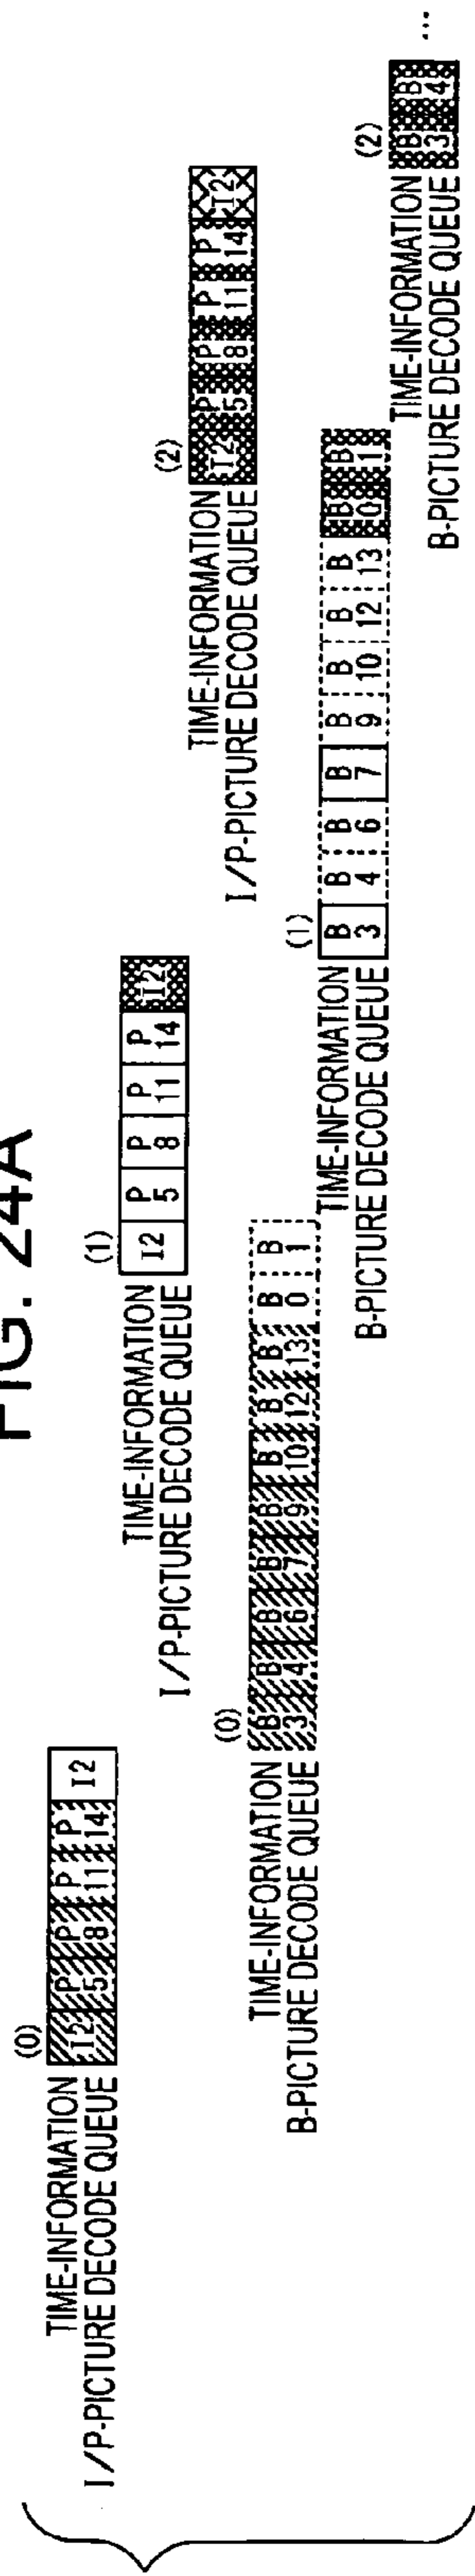 FIG. 24A
(0)
TIME-INFORMATION
I/P-PICTURE DECODE QUEUE
I2 P P P P I2
5 8 11 14
(1)
TIME-INFORMATION
I/P-PICTURE DECODE QUEUE
I2 P P P P I2
5 8 11 14
(2)
TIME-INFORMATION
I/P-PICTURE DECODE QUEUE
I2 P P P P I2
5 8 11 14
(0)
TIME-INFORMATION
B-PICTURE DECODE QUEUE
B B B B B B B B B B
3 4 6 7 9 10 12 13 0 1
(1)
TIME-INFORMATION
B-PICTURE DECODE QUEUE
B B B B B B B B B B
3 4 6 7 9 10 12 13 0 1
(2)
TIME-INFORMATION
B-PICTURE DECODE QUEUE
B B
3 4
...